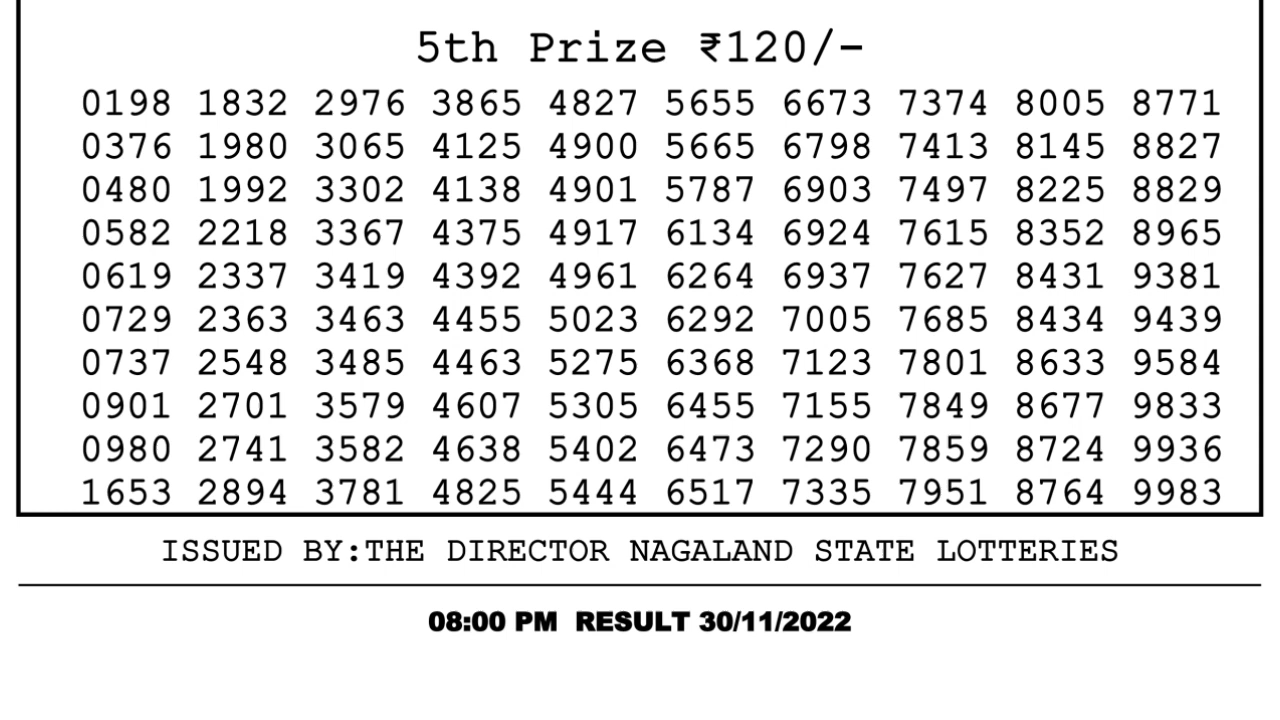 5th Prize ₹120/-
0198 1832 2976 3865 4827 5655 6673 7374 8005 8771
0376 1980 3065 4125 4900 5665 6798 7413 8145 8827
0480 1992 3302 4138 4901 5787 6903 7497 8225 8829
0582 2218 3367 4375 4917 6134 6924 7615 8352 8965
0619 2337 3419 4392 4961 6264 6937 7627 8431 9381
0729 2363 3463 4455 5023 6292 7005 7685 8434 9439
0737 2548 3485 4463 5275 6368 7123 7801 8633 9584
0901 2701 3579 4607 5305 6455 7155 7849 8677 9833
0980 2741 3582 4638 5402 6473 7290 7859 8724 9936
1653 2894 3781 4825 5444 6517 7335 7951 8764 9983
ISSUED BY:THE DIRECTOR NAGALAND STATE LOTTERIES
08:00 PM RESULT 30/11/2022